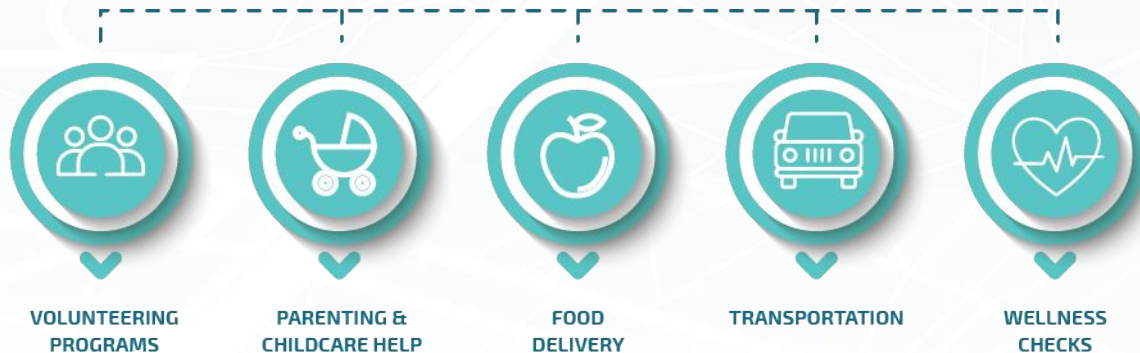 VOLUNTEERING
PROGRAMS
PARENTING &
CHILDCARE HELP
FOOD
DELIVERY
TRANSPORTATION
WELLNESS
CHECKS